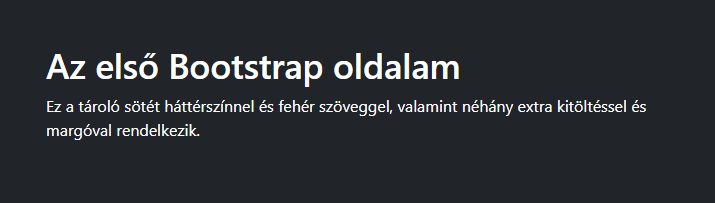 Az első Bootstrap oldalam
Ez a tároló sötét háttérszínnel és fehér szöveggel, valamint néhány extra kitöltéssel és
margóval rendelkezik.